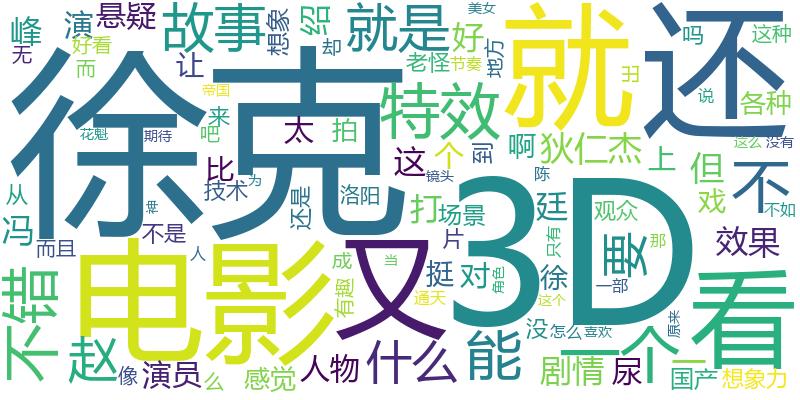 徐克
3D
电影
又
就
还
看
一个
不
故事
就是
特效
不错
赵
什么
能
要
狄仁杰
这
但
上
效果
好
绍
悬疑
想象
峰
演
让
太
比
冯
人物
演员
剧情
尿
挺
对
打
拍
个
到
啊
廷
徐
戏
各种
观众
场景
片
没
感觉
国产
想象力
一
技术
还是
洛阳
不是
而且
从
来
吧
老怪
地方
节奏
美女
却
无
好看
而
帝国
花魁
期待
为
人
成
有趣
当
通天
镜头
角色
这个
只有
陈
怎么
喜欢
一部
那
原来
这么
没有
不如
说
吗
这种
像
么